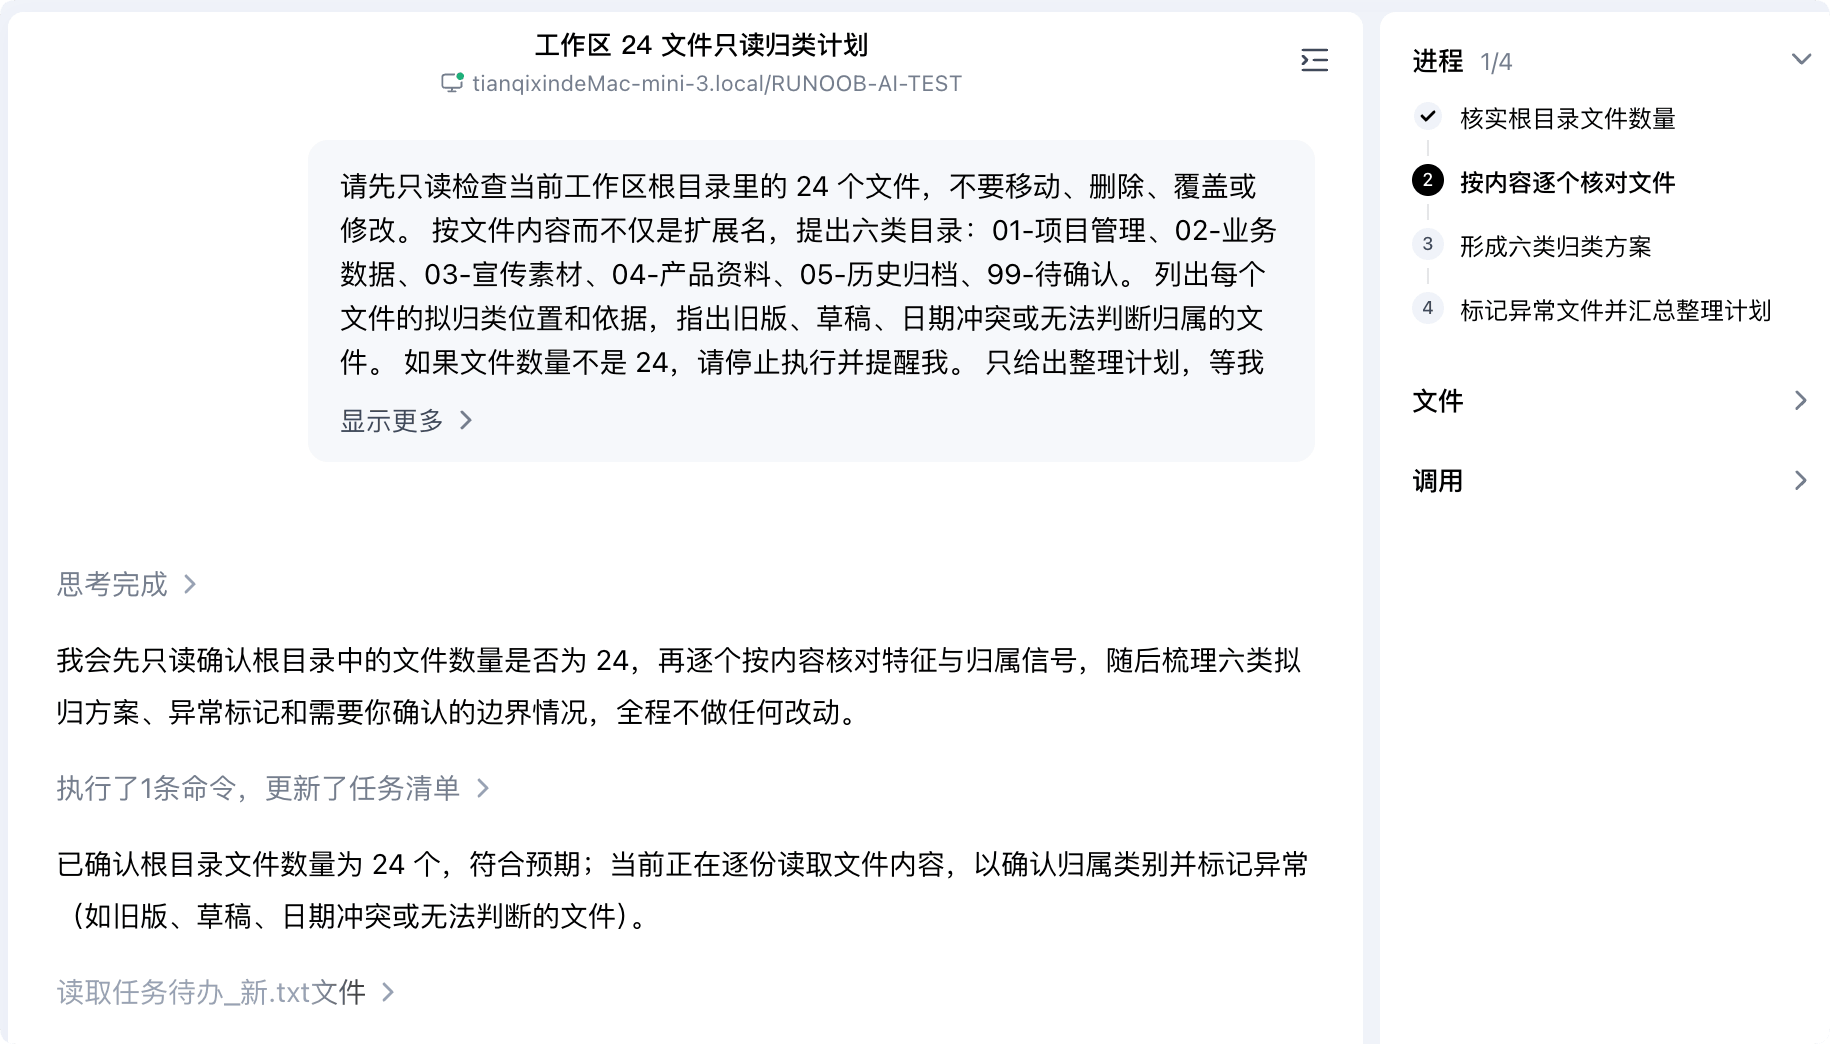 工作区 24 文件只读归类计划
tianqixindeMac-mini-3.local/RUNOOB-AI-TEST
请先只读检查当前工作区根目录里的 24 个文件，不要移动、删除、覆盖或
修改。 按文件内容而不仅是扩展名，提出六类目录：01-项目管理、02-业务
数据、03-宣传素材、04-产品资料、05-历史归档、99-待确认。 列出每个
文件的拟归类位置和依据，指出旧版、草稿、日期冲突或无法判断归属的文
件。 如果文件数量不是 24，请停止执行并提醒我。 只给出整理计划，等我
显示更多
思考完成
我会先只读确认根目录中的文件数量是否为 24，再逐个按内容核对特征与归属信号，随后梳理六类拟
归方案、异常标记和需要你确认的边界情况，全程不做任何改动。
执行了1条命令，更新了任务清单
已确认根目录文件数量为 24 个，符合预期；当前正在逐份读取文件内容，以确认归属类别并标记异常
（如旧版、草稿、日期冲突或无法判断的文件）。
读取任务待办_新.txt文件
进程 1/4
核实根目录文件数量
2 按内容逐个核对文件
3 形成六类归类方案
4 标记异常文件并汇总整理计划
文件
调用